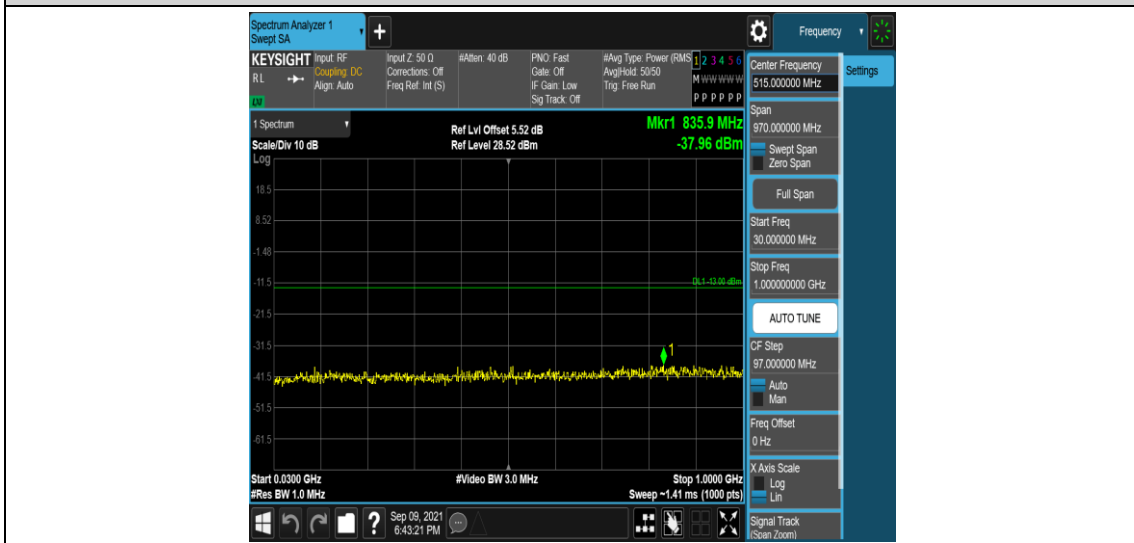 Spectrum Analyzer 1
Swept SA
+
Frequency
KEYSIGHT
RL
LXI
Input: RF
Coupling: DC
Align: Auto
Input Z: 50 Ω
Corrections: Off
Freq Ref: Int (S)
#Atten: 40 dB
PNO: Fast
Gate: Off
IF Gain: Low
Sig Track: Off
#Avg Type: Power (RMS
Avg|Hold: 50/50
Trig: Free Run
1 2 3 4 5 6
M W W W W W
P P P P P P
1 Spectrum
Scale/Div 10 dB
Log
Ref Lvl Offset 5.52 dB
Ref Level 28.52 dBm
Mkr1 835.9 MHz
-37.96 dBm
18.5
8.52
-1.48
-11.5
-21.5
-31.5
-41.5
-51.5
-61.5
DL1 -13.00 dBm
1
Start 0.0300 GHz
#Res BW 1.0 MHz
#Video BW 3.0 MHz
Stop 1.0000 GHz
Sweep ~1.41 ms (1000 pts)
Center Frequency
515.000000 MHz
Settings
Span
970.000000 MHz
Swept Span
Zero Span
Full Span
Start Freq
30.000000 MHz
Stop Freq
1.000000000 GHz
AUTO TUNE
CF Step
97.000000 MHz
Auto
Man
Freq Offset
0 Hz
X Axis Scale
Log
Lin
Signal Track
(Span Zoom)
?
Sep 09, 2021
6:43:21 PM